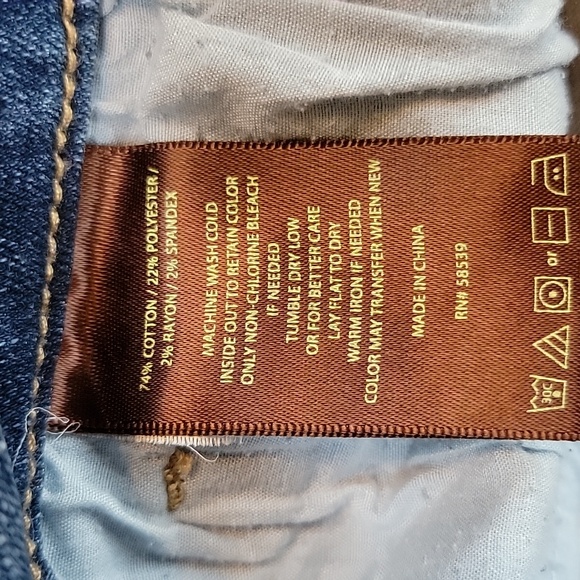 74% COTTON / 22% POLYESTER /
2% RAYON / 2% SPANDEX
MACHINE WASH COLD
INSIDE OUT TO RETAIN COLOR
ONLY NON-CHLORINE BLEACH
IF NEEDED
TUMBLE DRY LOW
OR FOR BETTER CARE
LAY FLAT TO DRY
WARM IRON IF NEEDED
COLOR MAY TRANSFER WHEN NEW
MADE IN CHINA
RN# 58539
30C or